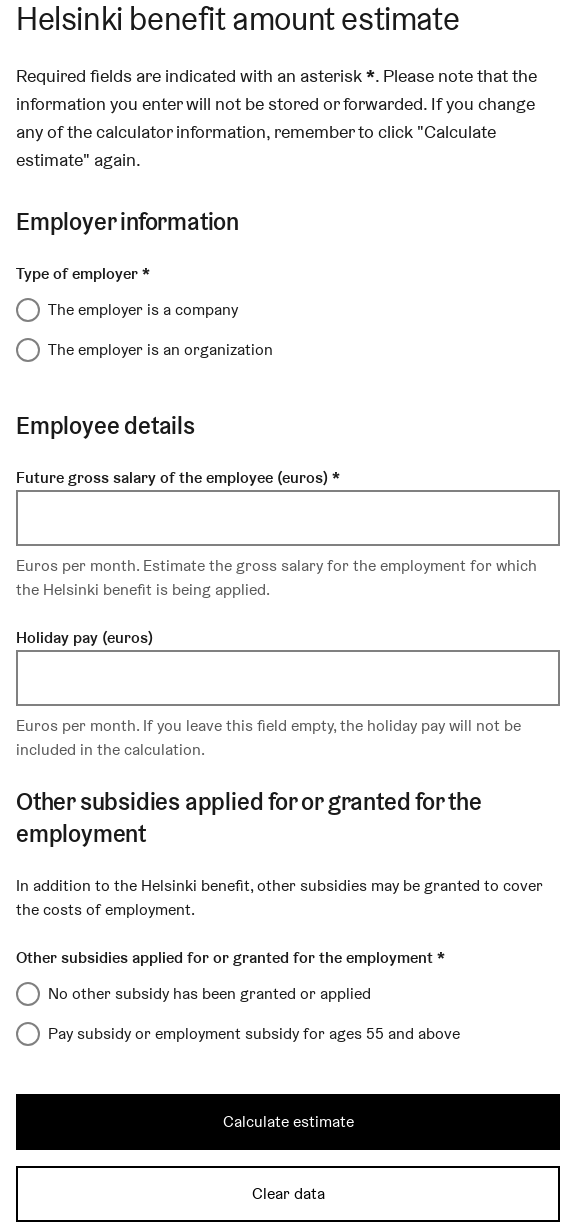 Helsinki benefit amount estimate
Required fields are indicated with an asterisk *. Please note that the
information you enter will not be stored or forwarded. If you change
any of the calculator information, remember to click "Calculate
estimate" again.
Employer information
Type of employer *
The employer is a company
The employer is an organization
Employee details
Future gross salary of the employee (euros) *
Euros per month. Estimate the gross salary for the employment for which
the Helsinki benefit is being applied.
Holiday pay (euros)
Euros per month. If you leave this field empty, the holiday pay will not be
included in the calculation.
Other subsidies applied for or granted for the
employment
In addition to the Helsinki benefit, other subsidies may be granted to cover
the costs of employment.
Other subsidies applied for or granted for the employment *
No other subsidy has been granted or applied
Pay subsidy or employment subsidy for ages 55 and above
Calculate estimate
Clear data